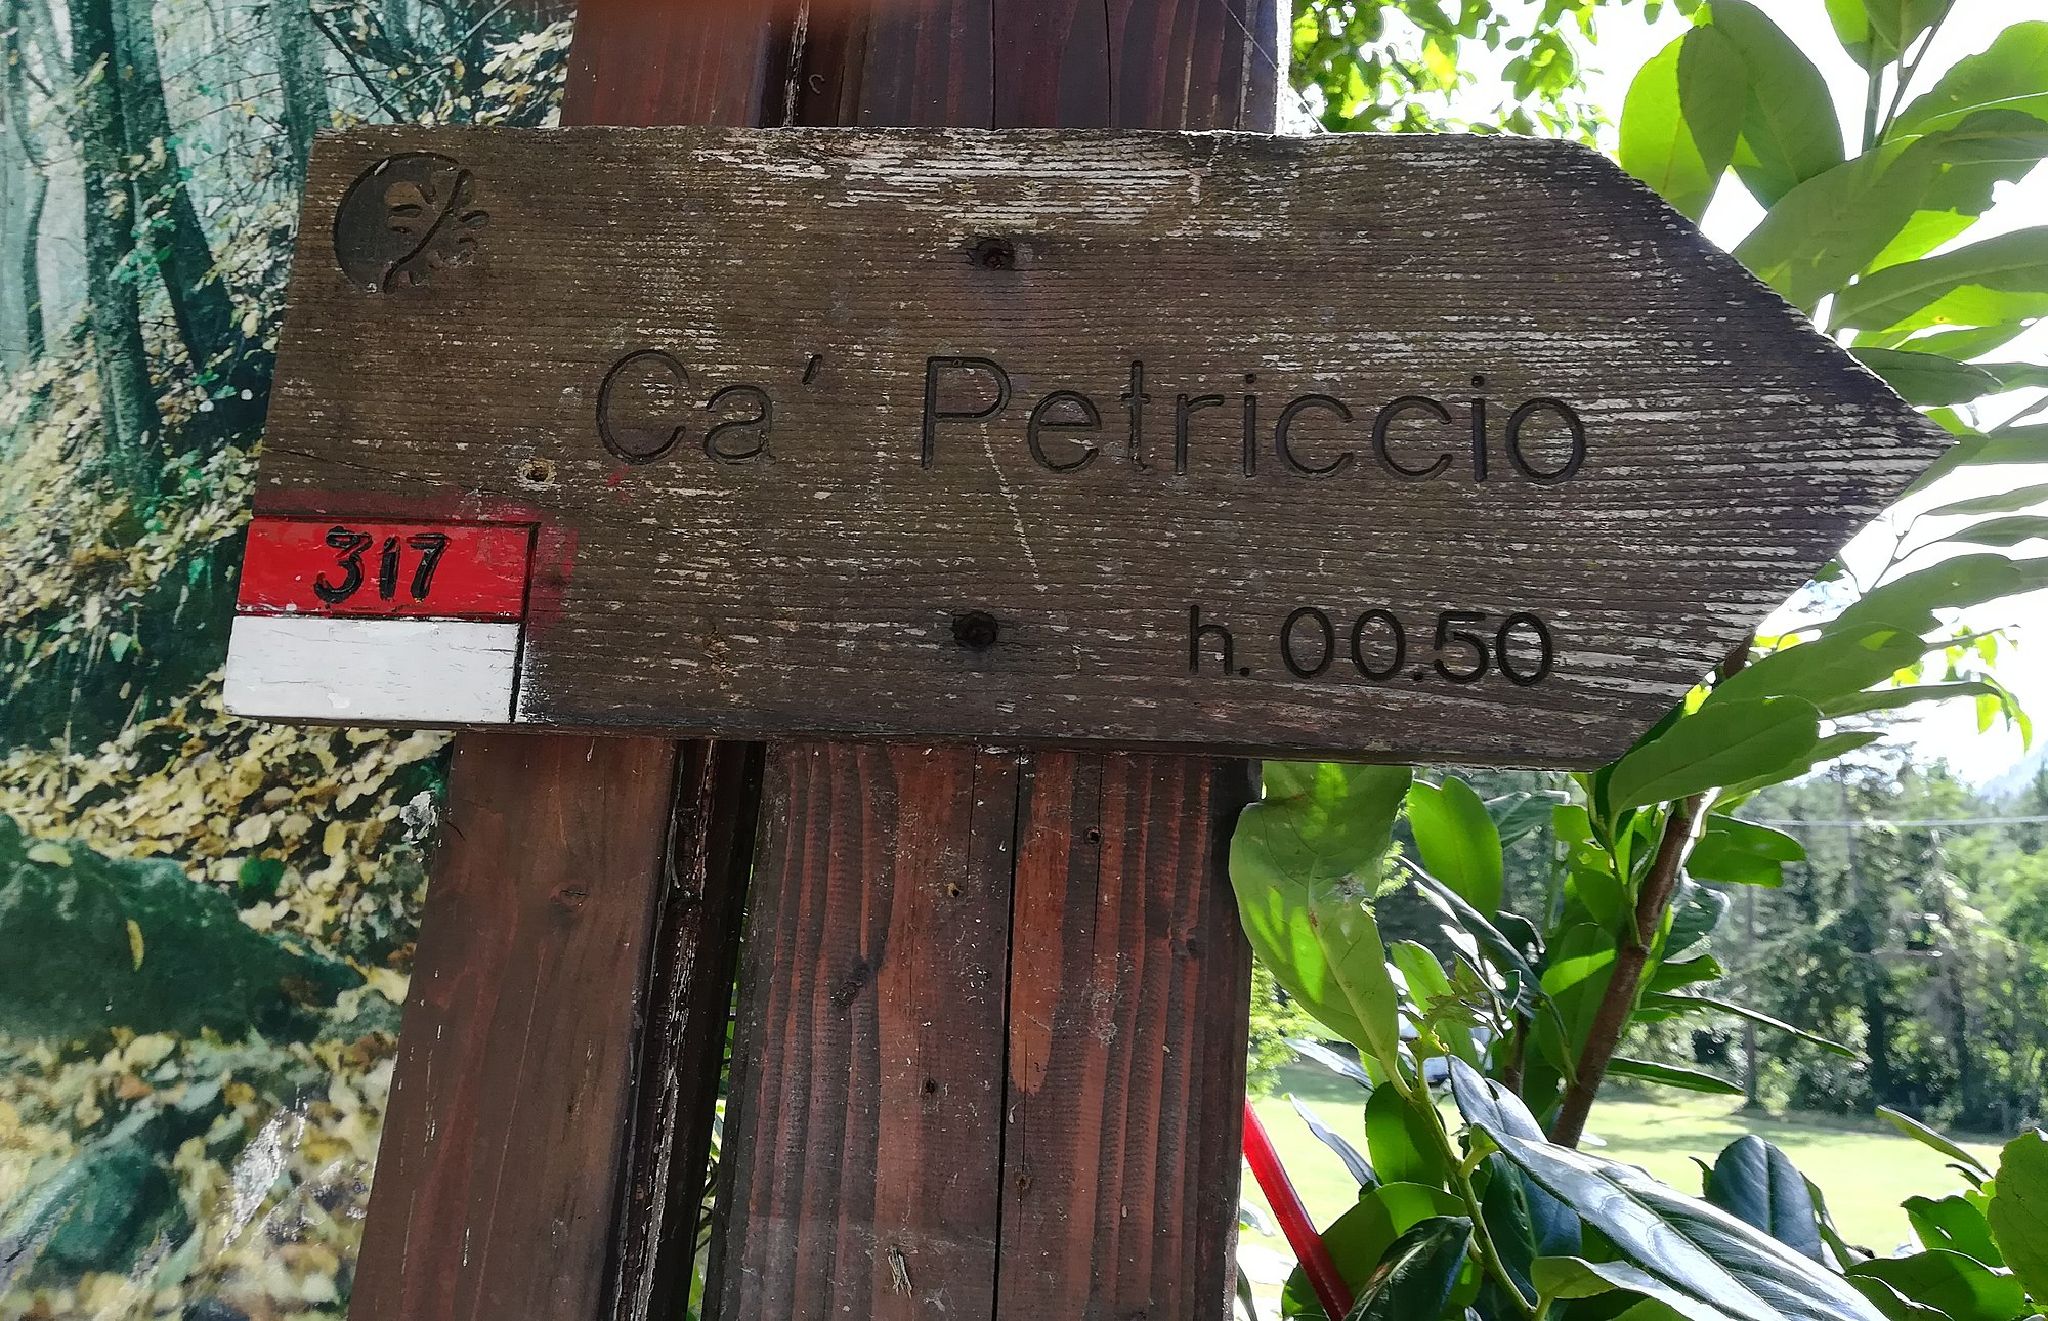 Ca' Petriccio
317
h. 00.50